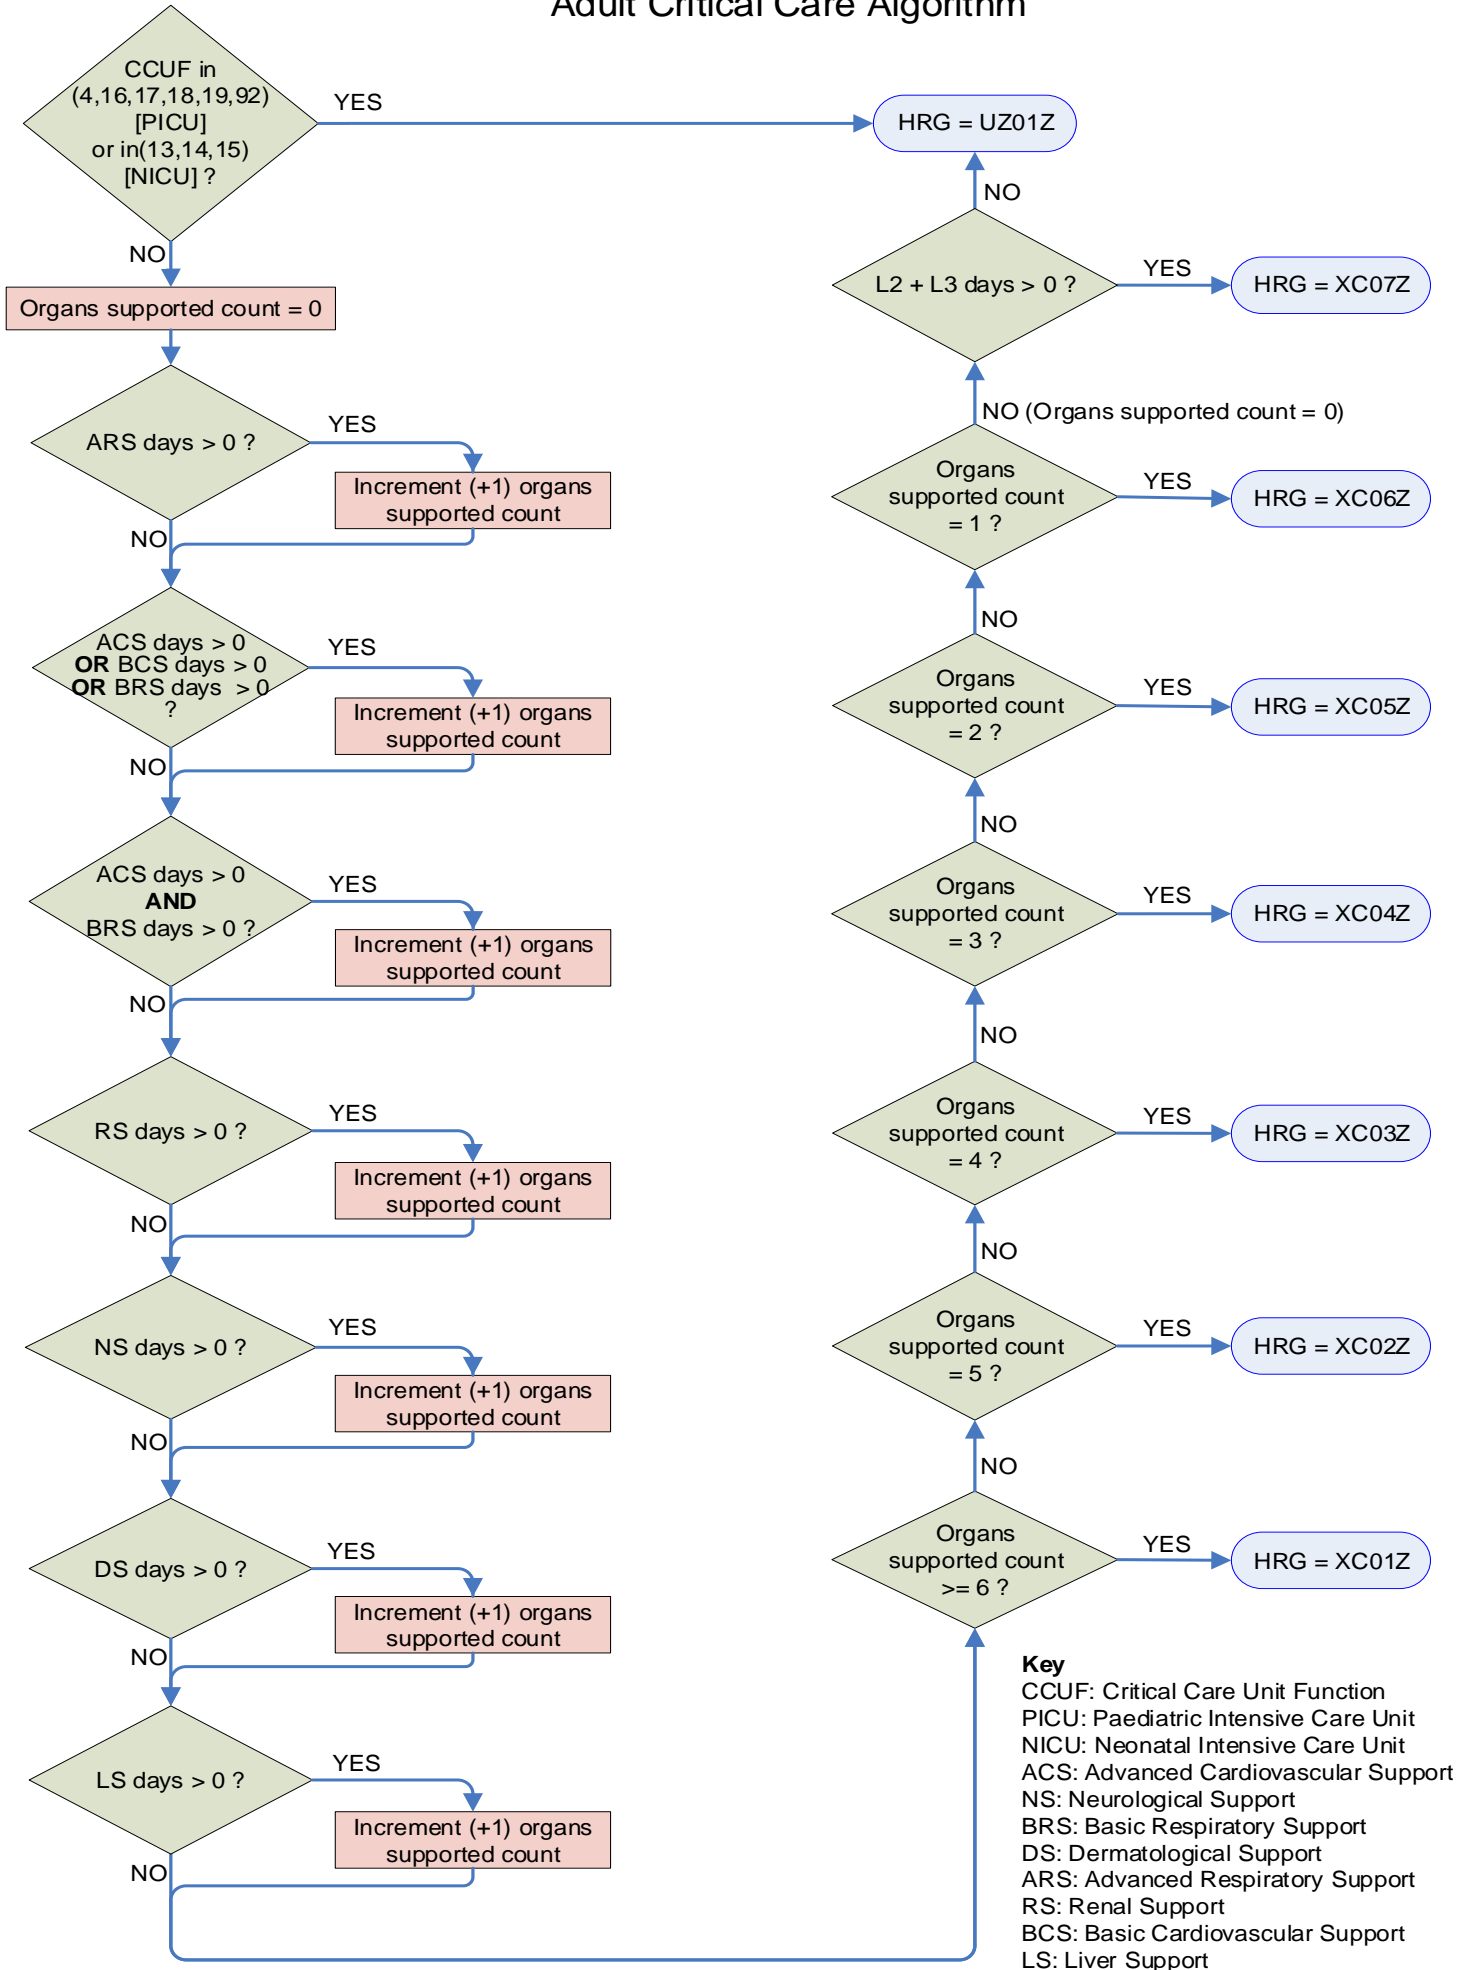 Adult Critical Care Algorithm
CCUF in
(4,16,17,18,19,92)
[PICU]
or in(13,14,15)
[NICU] ?
YES
HRG = UZ01Z
NO
NO
Organs supported count = 0
L2 + L3 days > 0 ?
YES
HRG = XC07Z
ARS days > 0 ?
YES
Increment (+1) organs
supported count
NO
NO (Organs supported count = 0)
Organs
supported count
= 1 ?
YES
HRG = XC06Z
NO
ACS days > 0
OR BCS days > 0
OR BRS days > 0
?
YES
Increment (+1) organs
supported count
NO
Organs
supported count
= 2 ?
YES
HRG = XC05Z
NO
ACS days > 0
AND
BRS days > 0 ?
YES
Increment (+1) organs
supported count
NO
Organs
supported count
= 3 ?
YES
HRG = XC04Z
NO
RS days > 0 ?
YES
Increment (+1) organs
supported count
NO
Organs
supported count
= 4 ?
YES
HRG = XC03Z
NO
NS days > 0 ?
YES
Increment (+1) organs
supported count
NO
Organs
supported count
= 5 ?
YES
HRG = XC02Z
NO
DS days > 0 ?
YES
Increment (+1) organs
supported count
NO
Organs
supported count
>= 6 ?
YES
HRG = XC01Z
LS days > 0 ?
YES
Increment (+1) organs
supported count
NO
Key
CCUF: Critical Care Unit Function
PICU: Paediatric Intensive Care Unit
NICU: Neonatal Intensive Care Unit
ACS: Advanced Cardiovascular Support
NS: Neurological Support
BRS: Basic Respiratory Support
DS: Dermatological Support
ARS: Advanced Respiratory Support
RS: Renal Support
BCS: Basic Cardiovascular Support
LS: Liver Support